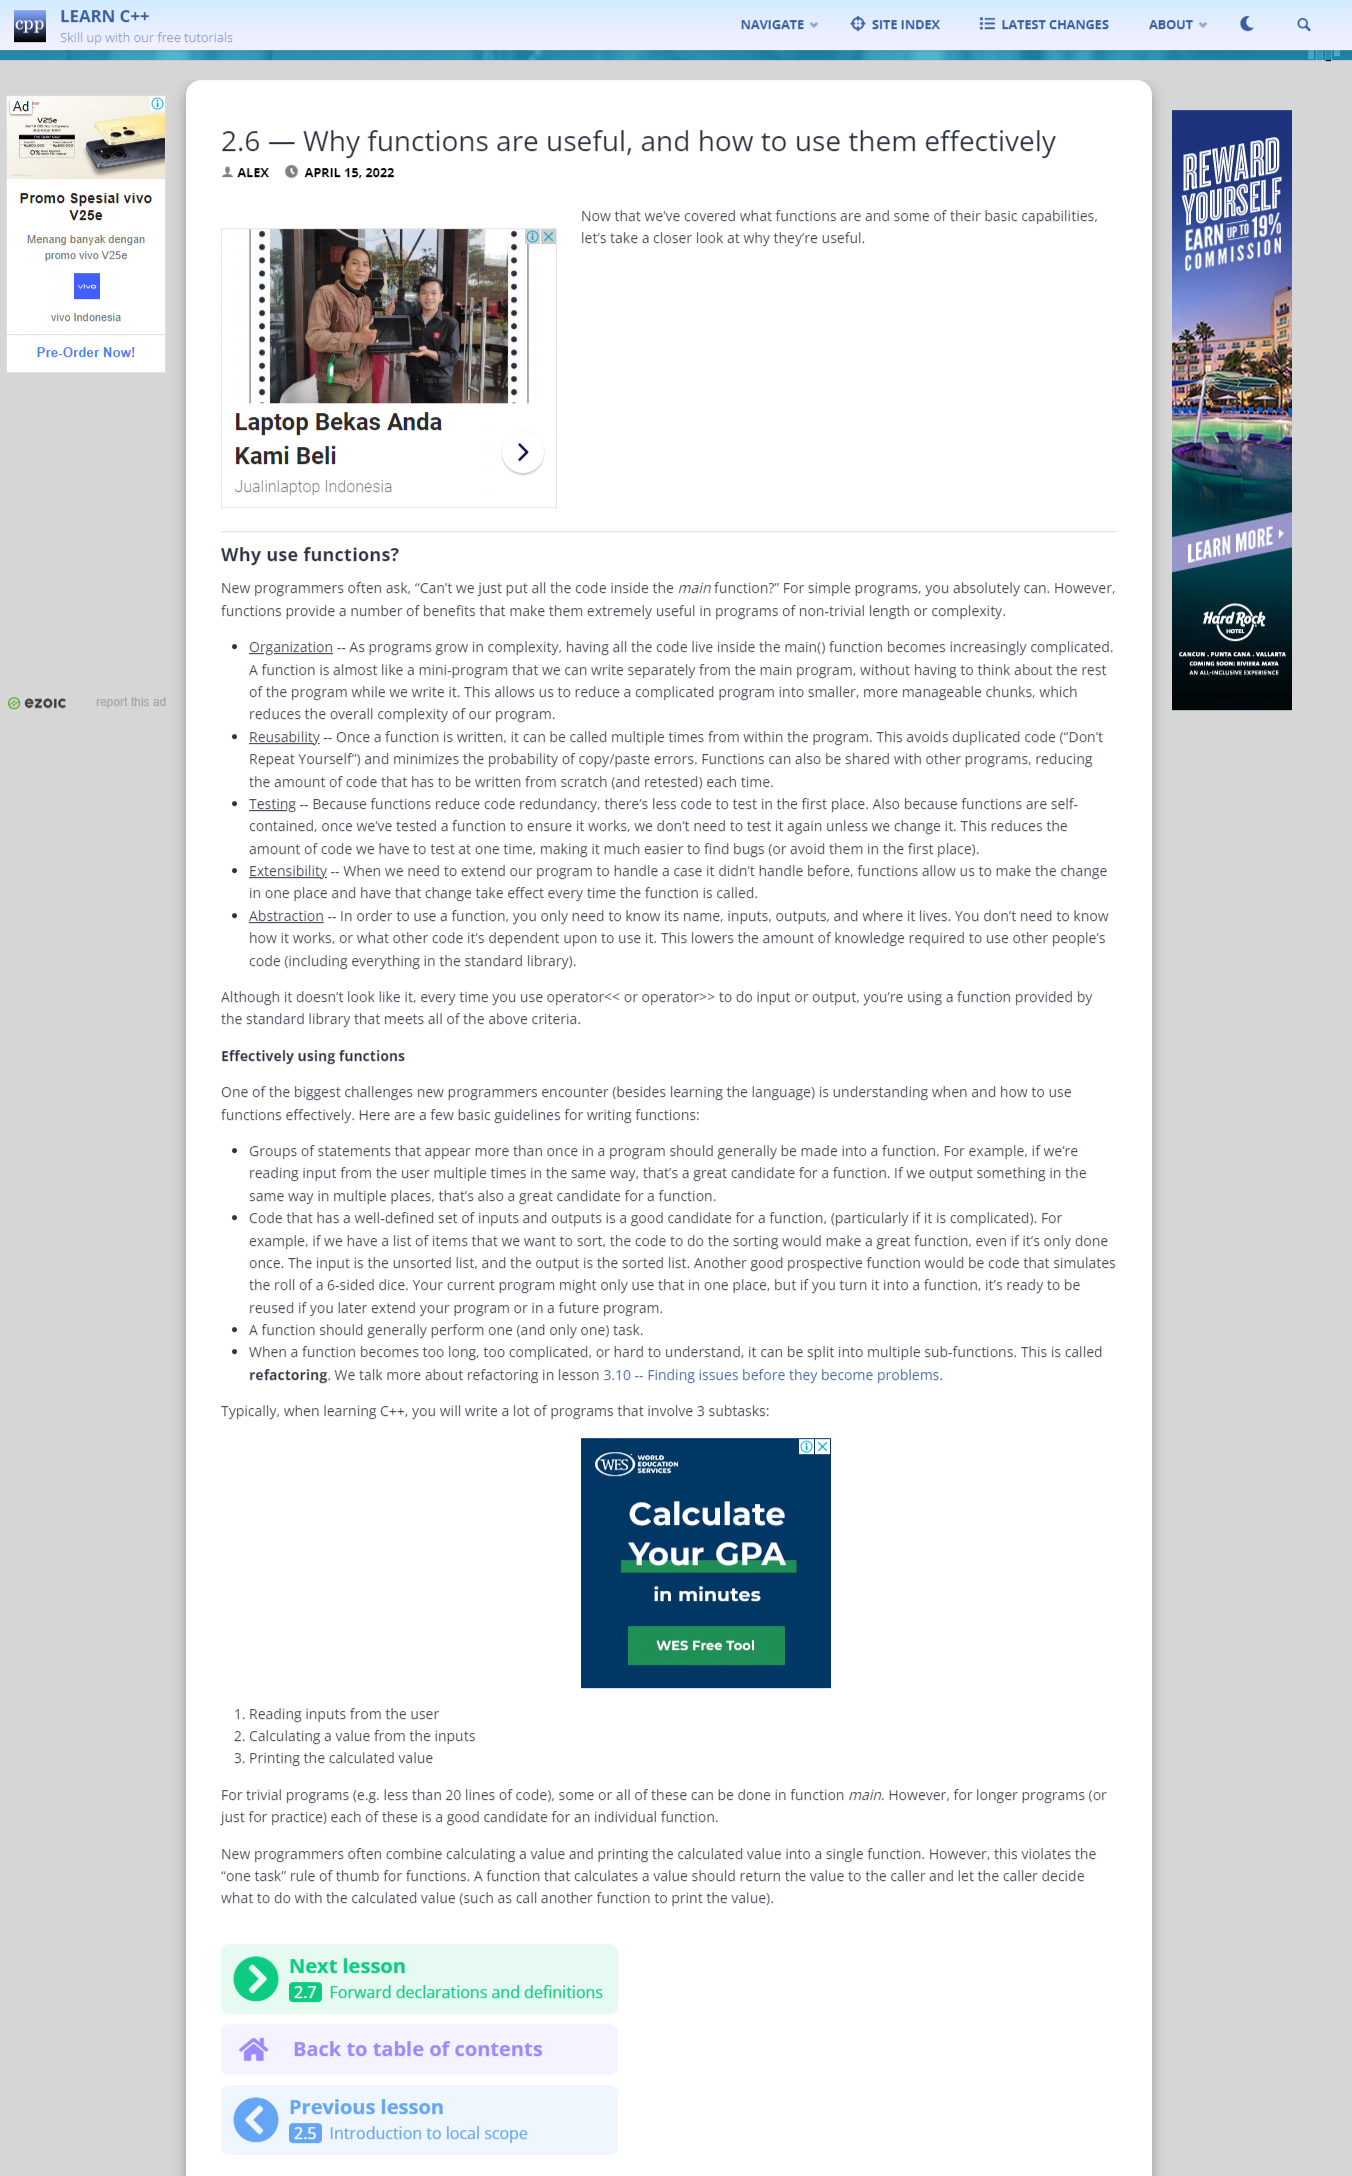 cpp
LEARN C++
Skill up with our free tutorials
NAVIGATE
SITE INDEX
LATEST CHANGES
ABOUT
Ad
V25e
0%
Promo Spesial vivo
V25e
Menang banyak dengan
promo vivo V25e
vivo
vivo Indonesia
Pre-Order Now!
ezoic
report this ad
2.6 — Why functions are useful, and how to use them effectively
ALEX APRIL 15, 2022
Now that we’ve covered what functions are and some of their basic capabilities,
let’s take a closer look at why they’re useful.
Laptop Bekas Anda
Kami Beli
Jualinlaptop Indonesia
Why use functions?
New programmers often ask, “Can’t we just put all the code inside the main function?” For simple programs, you absolutely can. However,
functions provide a number of benefits that make them extremely useful in programs of non-trivial length or complexity.
Organization -- As programs grow in complexity, having all the code live inside the main() function becomes increasingly complicated.
A function is almost like a mini-program that we can write separately from the main program, without having to think about the rest
of the program while we write it. This allows us to reduce a complicated program into smaller, more manageable chunks, which
reduces the overall complexity of our program.
Reusability -- Once a function is written, it can be called multiple times from within the program. This avoids duplicated code (“Don’t
Repeat Yourself”) and minimizes the probability of copy/paste errors. Functions can also be shared with other programs, reducing
the amount of code that has to be written from scratch (and retested) each time.
Testing -- Because functions reduce code redundancy, there’s less code to test in the first place. Also because functions are self-
contained, once we’ve tested a function to ensure it works, we don’t need to test it again unless we change it. This reduces the
amount of code we have to test at one time, making it much easier to find bugs (or avoid them in the first place).
Extensibility -- When we need to extend our program to handle a case it didn’t handle before, functions allow us to make the change
in one place and have that change take effect every time the function is called.
Abstraction -- In order to use a function, you only need to know its name, inputs, outputs, and where it lives. You don’t need to know
how it works, or what other code it’s dependent upon to use it. This lowers the amount of knowledge required to use other people’s
code (including everything in the standard library).
Although it doesn’t look like it, every time you use operator<< or operator>> to do input or output, you’re using a function provided by
the standard library that meets all of the above criteria.
Effectively using functions
One of the biggest challenges new programmers encounter (besides learning the language) is understanding when and how to use
functions effectively. Here are a few basic guidelines for writing functions:
Groups of statements that appear more than once in a program should generally be made into a function. For example, if we’re
reading input from the user multiple times in the same way, that’s a great candidate for a function. If we output something in the
same way in multiple places, that’s also a great candidate for a function.
Code that has a well-defined set of inputs and outputs is a good candidate for a function, (particularly if it is complicated). For
example, if we have a list of items that we want to sort, the code to do the sorting would make a great function, even if it’s only done
once. The input is the unsorted list, and the output is the sorted list. Another good prospective function would be code that simulates
the roll of a 6-sided dice. Your current program might only use that in one place, but if you turn it into a function, it’s ready to be
reused if you later extend your program or in a future program.
A function should generally perform one (and only one) task.
When a function becomes too long, too complicated, or hard to understand, it can be split into multiple sub-functions. This is called
refactoring. We talk more about refactoring in lesson 3.10 -- Finding issues before they become problems.
Typically, when learning C++, you will write a lot of programs that involve 3 subtasks:
WES WORLD
EDUCATION
SERVICES
Calculate
Your GPA
in minutes
WES Free Tool
1. Reading inputs from the user
2. Calculating a value from the inputs
3. Printing the calculated value
For trivial programs (e.g. less than 20 lines of code), some or all of these can be done in function main. However, for longer programs (or
just for practice) each of these is a good candidate for an individual function.
New programmers often combine calculating a value and printing the calculated value into a single function. However, this violates the
“one task” rule of thumb for functions. A function that calculates a value should return the value to the caller and let the caller decide
what to do with the calculated value (such as call another function to print the value).
Next lesson
2.7 Forward declarations and definitions
Back to table of contents
Previous lesson
2.5 Introduction to local scope
REWARD
YOURSELF
EARN UP TO 19%
COMMISSION
LEARN MORE
Hard Rock
HOTEL
CANCUN . PUNTA CANA . VALLARTA
COMING SOON: RIVIERA MAYA
AN ALL-INCLUSIVE EXPERIENCE